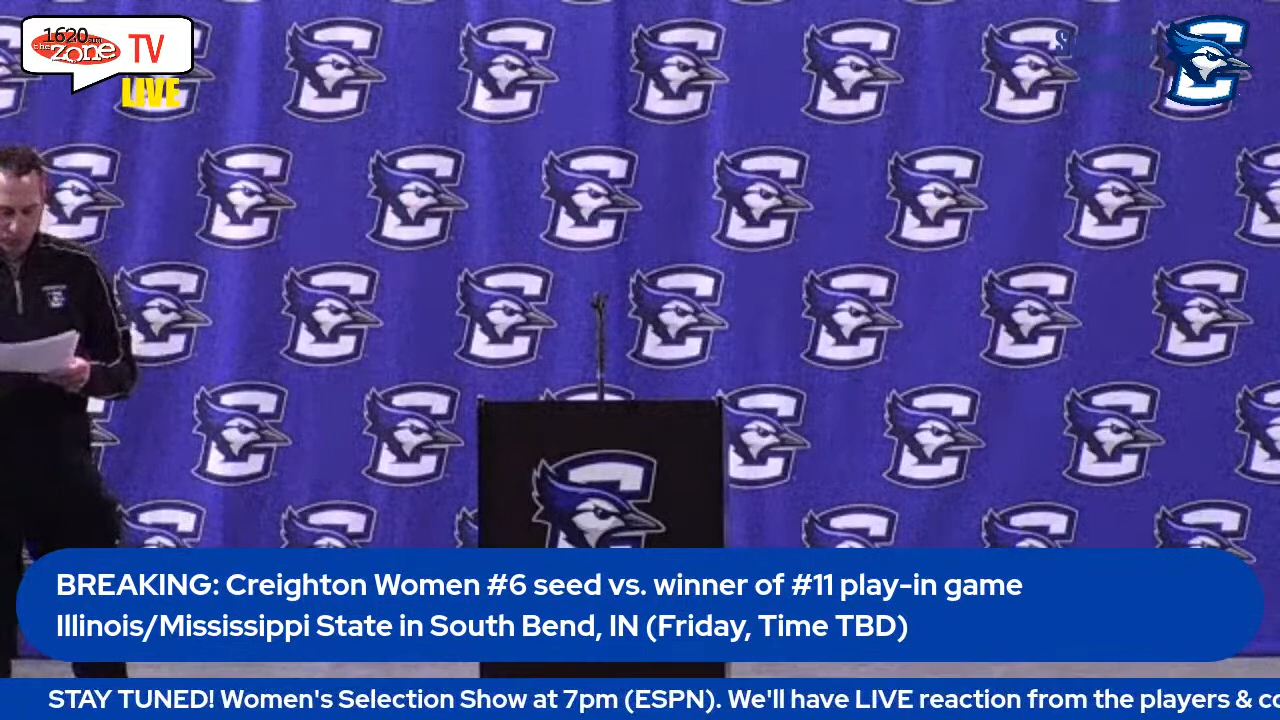 1620 am
the zone TV
LIVE
BREAKING: Creighton Women #6 seed vs. winner of #11 play-in game
Illinois/Mississippi State in South Bend, IN (Friday, Time TBD)
STAY TUNED! Women's Selection Show at 7pm (ESPN). We'll have LIVE reaction from the players & co